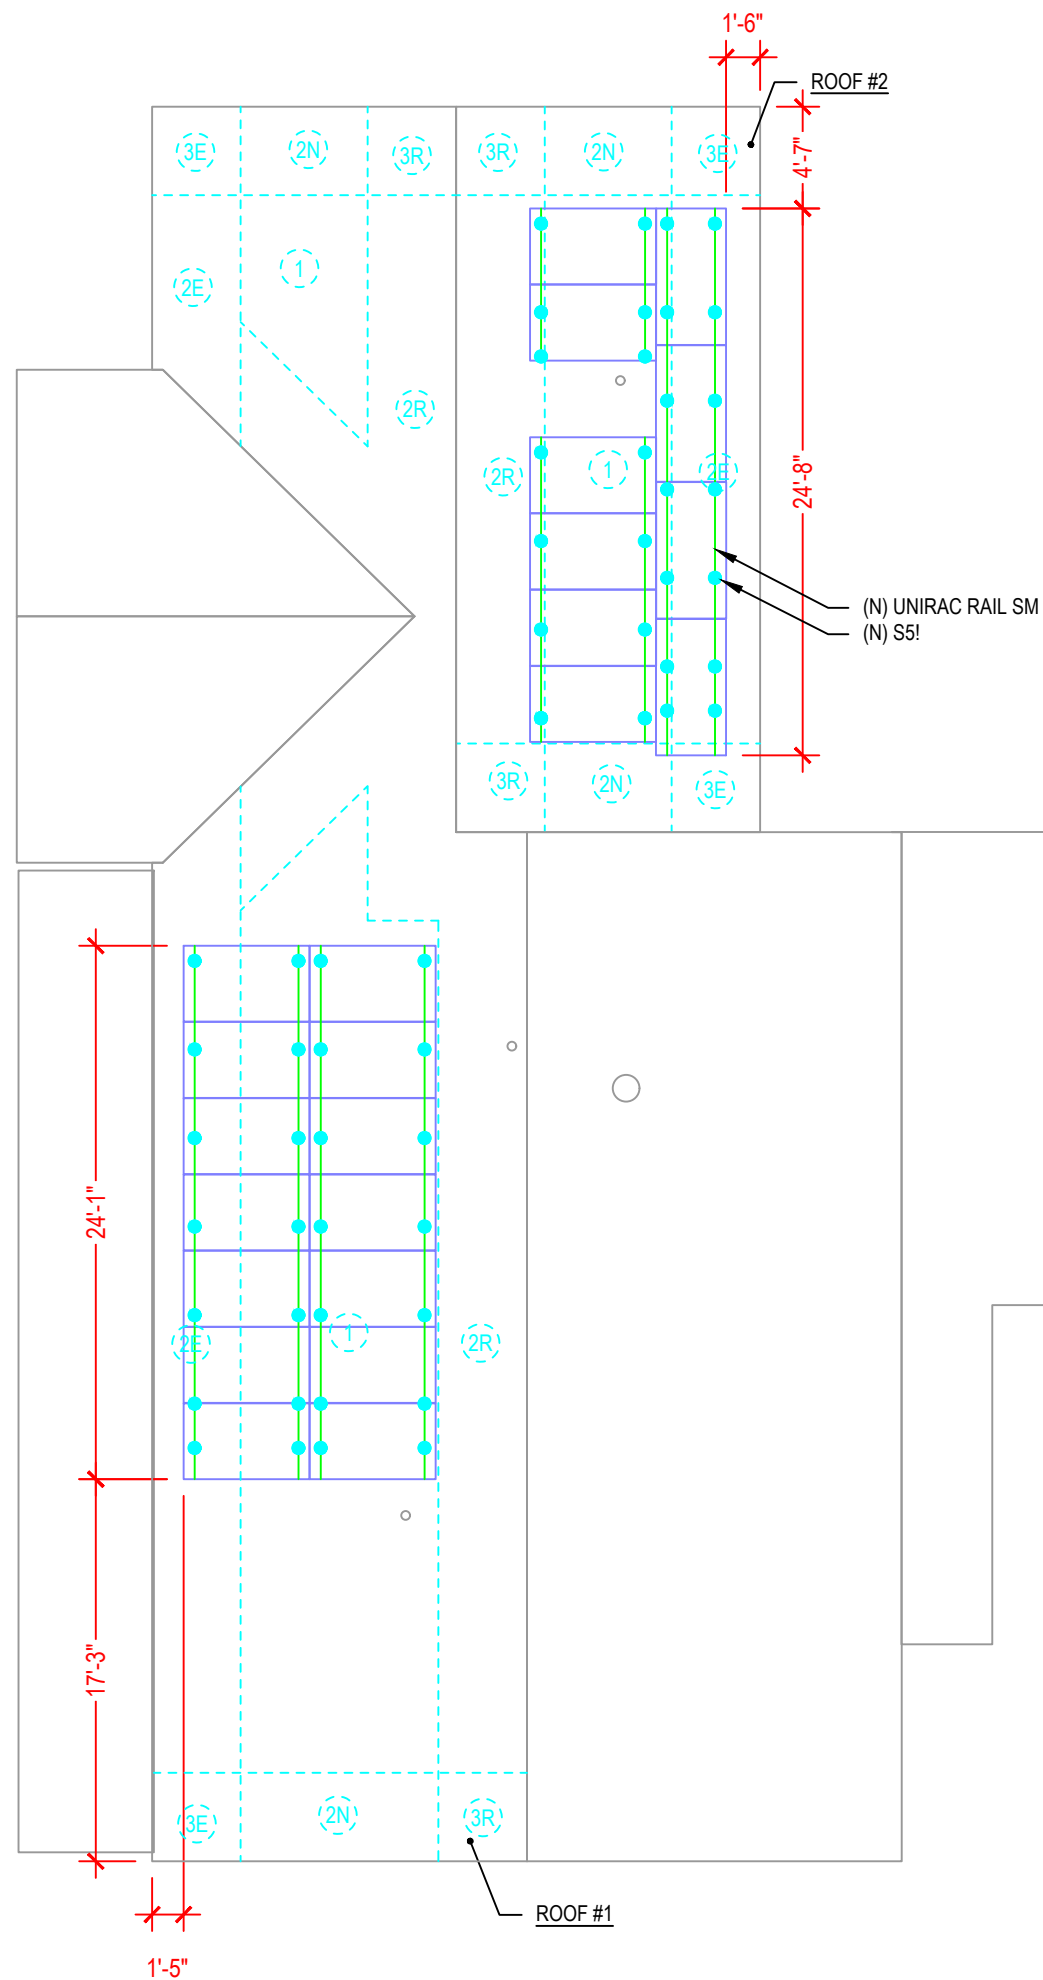 1'-6"
ROOF #2
4'-7"
3E
2N
3R
3R
2N
3E
2E
1
2R
2R
1
2E
24'-8"
(N) UNIRAC RAIL SM
(N) S5!
3R
2N
3E
24'-1"
2E
1
2R
17'-3"
3E
2N
3R
ROOF #1
1'-5"